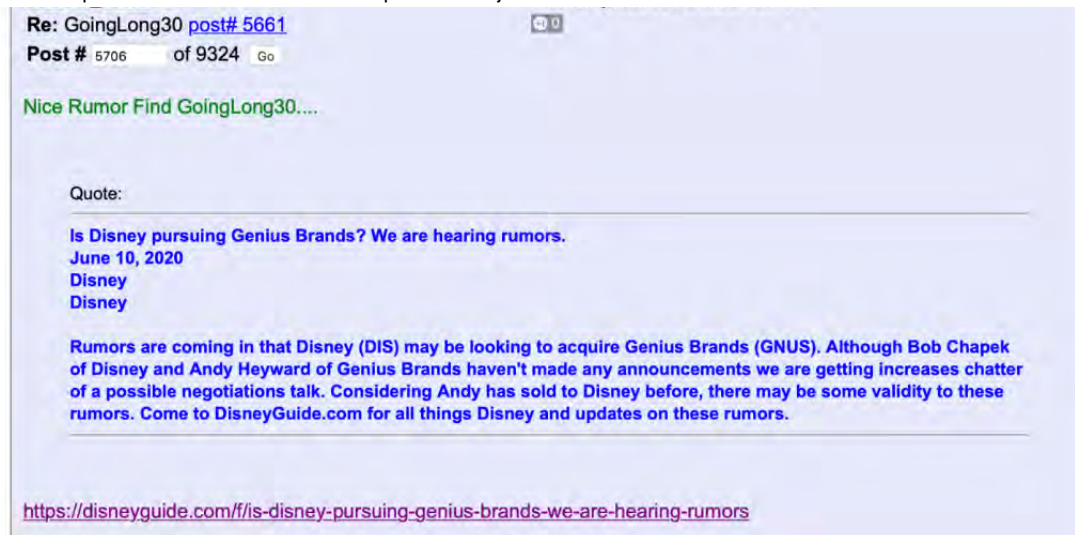 Re: GoingLong30 post# 5661
0
Post # 5706 of 9324 Go
Nice Rumor Find GoingLong30....
Quote:
Is Disney pursuing Genius Brands? We are hearing rumors.
June 10, 2020
Disney
Disney
Rumors are coming in that Disney (DIS) may be looking to acquire Genius Brands (GNUS). Although Bob Chapek
of Disney and Andy Heyward of Genius Brands haven't made any announcements we are getting increases chatter
of a possible negotiations talk. Considering Andy has sold to Disney before, there may be some validity to these
rumors. Come to DisneyGuide.com for all things Disney and updates on these rumors.
https://disneyguide.com/f/is-disney-pursuing-genius-brands-we-are-hearing-rumors